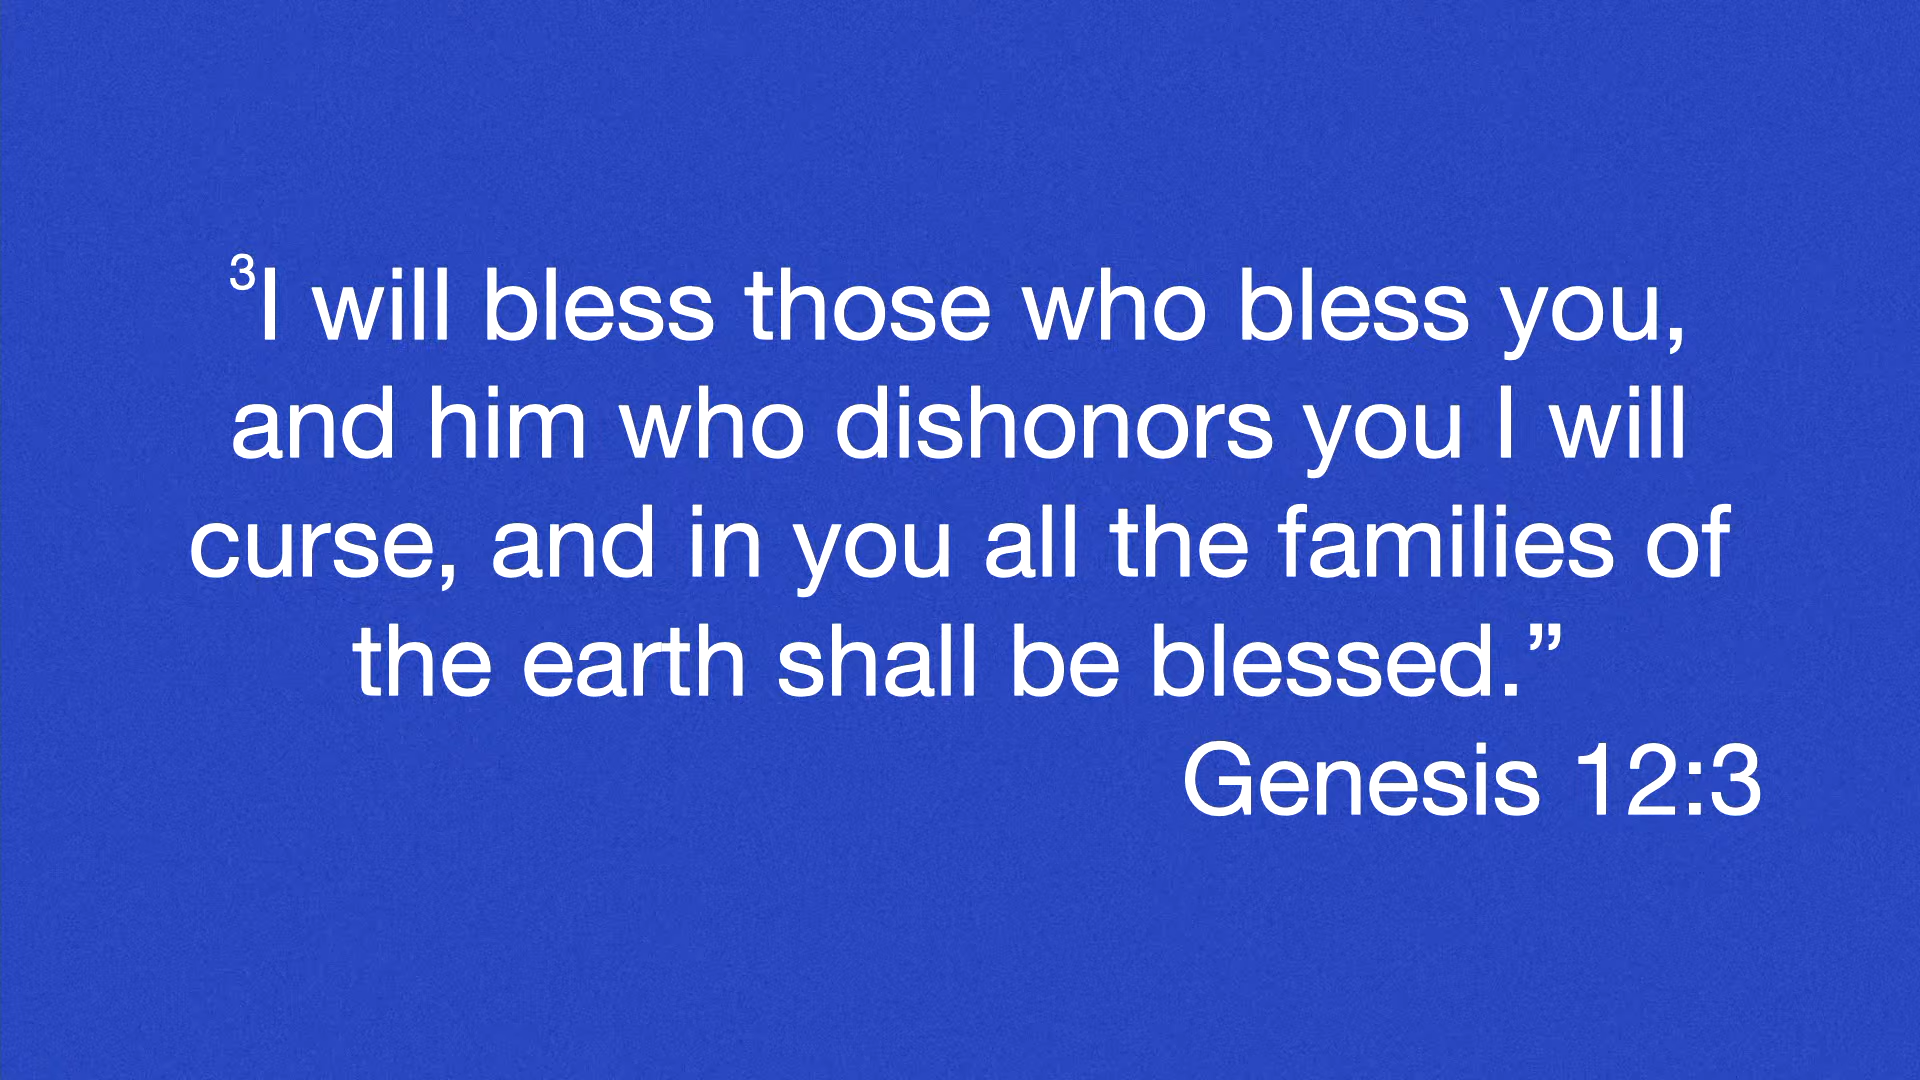 ³I will bless those who bless you,
and him who dishonors you I will
curse, and in you all the families of
the earth shall be blessed.”
Genesis 12:3